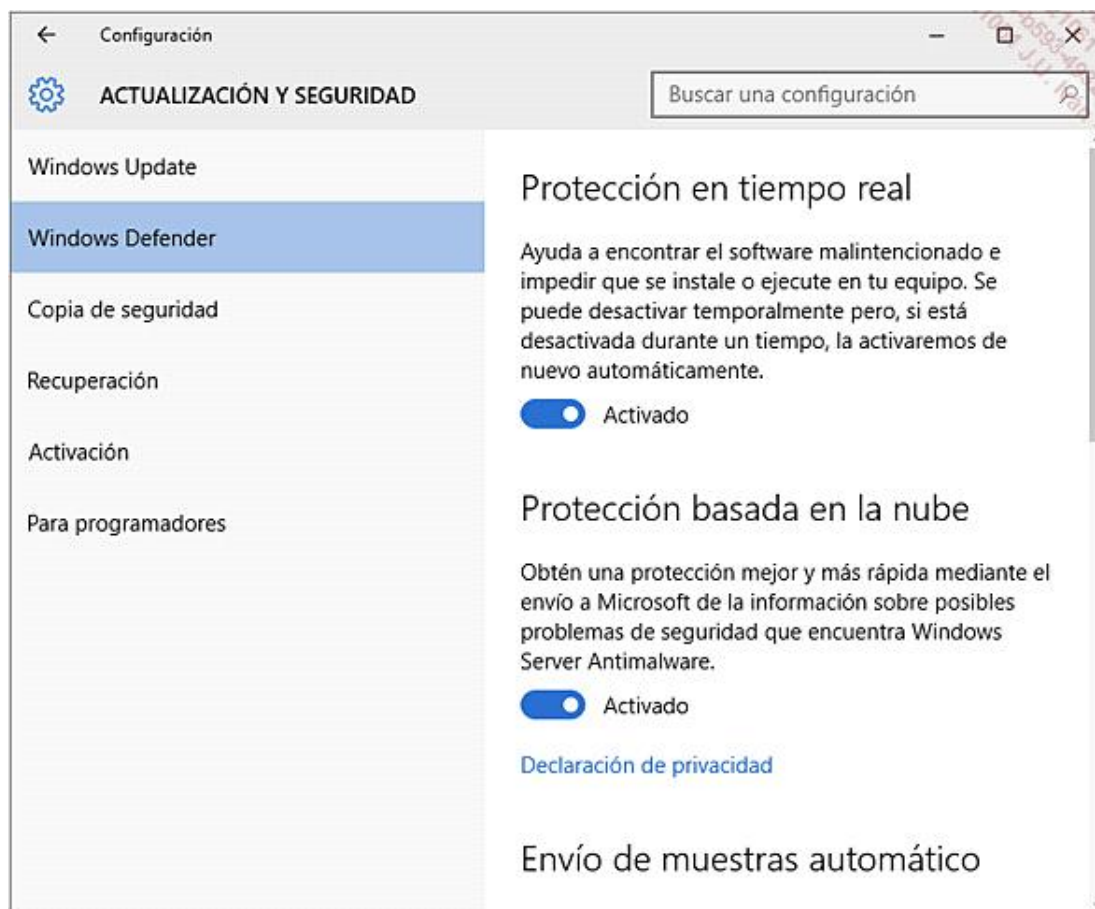 Configuración
ACTUALIZACIÓN Y SEGURIDAD
Buscar una configuración
Windows Update
Windows Defender
Copia de seguridad
Recuperación
Activación
Para programadores
Protección en tiempo real
Ayuda a encontrar el software malintencionado e
impedir que se instale o ejecute en tu equipo. Se
puede desactivar temporalmente pero, si está
desactivada durante un tiempo, la activaremos de
nuevo automáticamente.
Activado
Protección basada en la nube
Obtén una protección mejor y más rápida mediante el
envío a Microsoft de la información sobre posibles
problemas de seguridad que encuentra Windows
Server Antimalware.
Activado
Declaración de privacidad
Envío de muestras automático